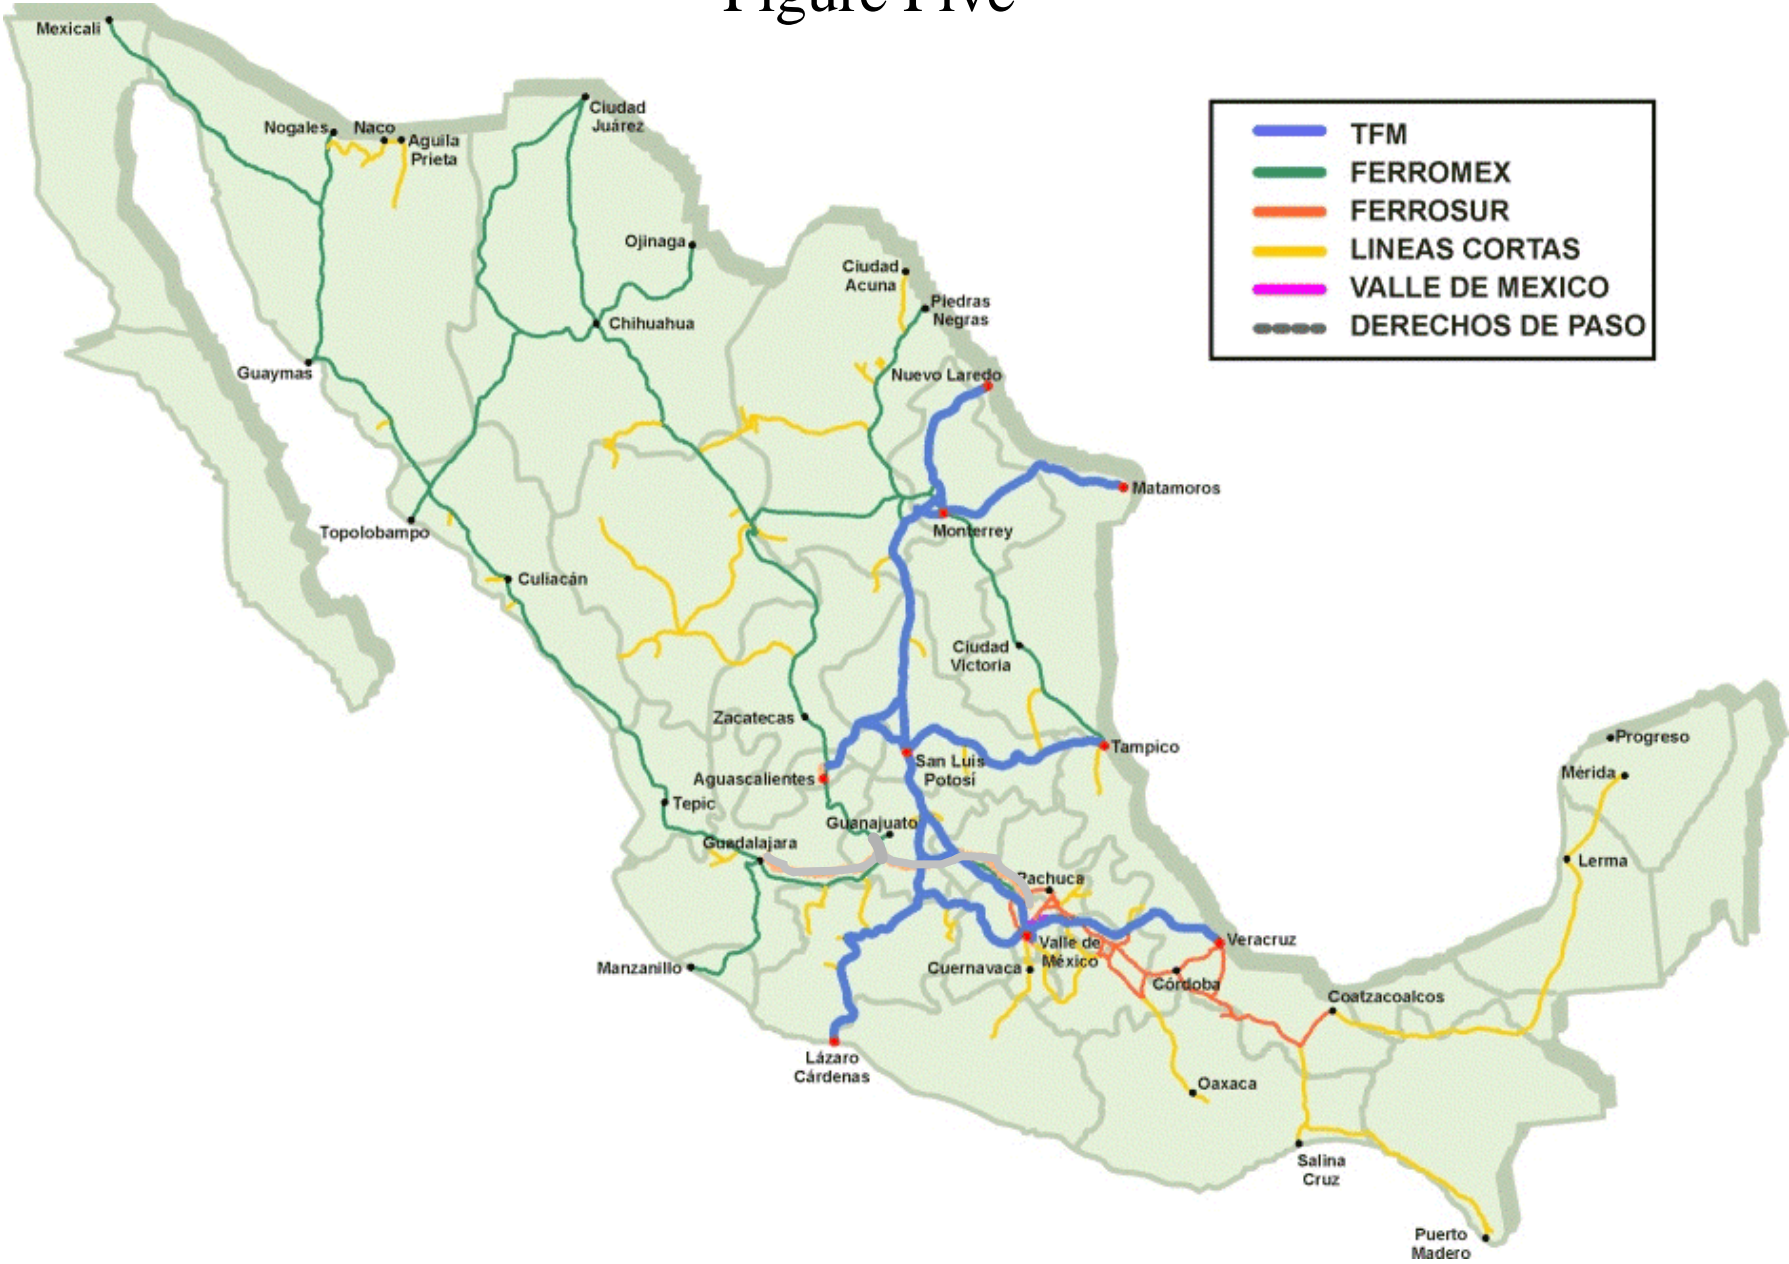 Figure Five
Mexicali
Nogales
Naco
Aguila
Prieta
Ciudad
Juárez
Ojinaga
Chihuahua
Guaymas
Ciudad
Acuna
Piedras
Negras
Nuevo Laredo
Matamoros
Monterrey
Topolobampo
Culiacán
Ciudad
Victoria
Zacatecas
Tampico
San Luis
Potosí
Aguascalientes
Tepic
Guanajuato
Guadalajara
Pachuca
Valle de
México
Veracruz
Manzanillo
Cuernavaca
Córdoba
Coatzacoalcos
Lázaro
Cárdenas
Oaxaca
Salina
Cruz
Puerto
Madero
Progreso
Mérida
Lerma
TFM
FERROMEX
FERROSUR
LINEAS CORTAS
VALLE DE MEXICO
DERECHOS DE PASO